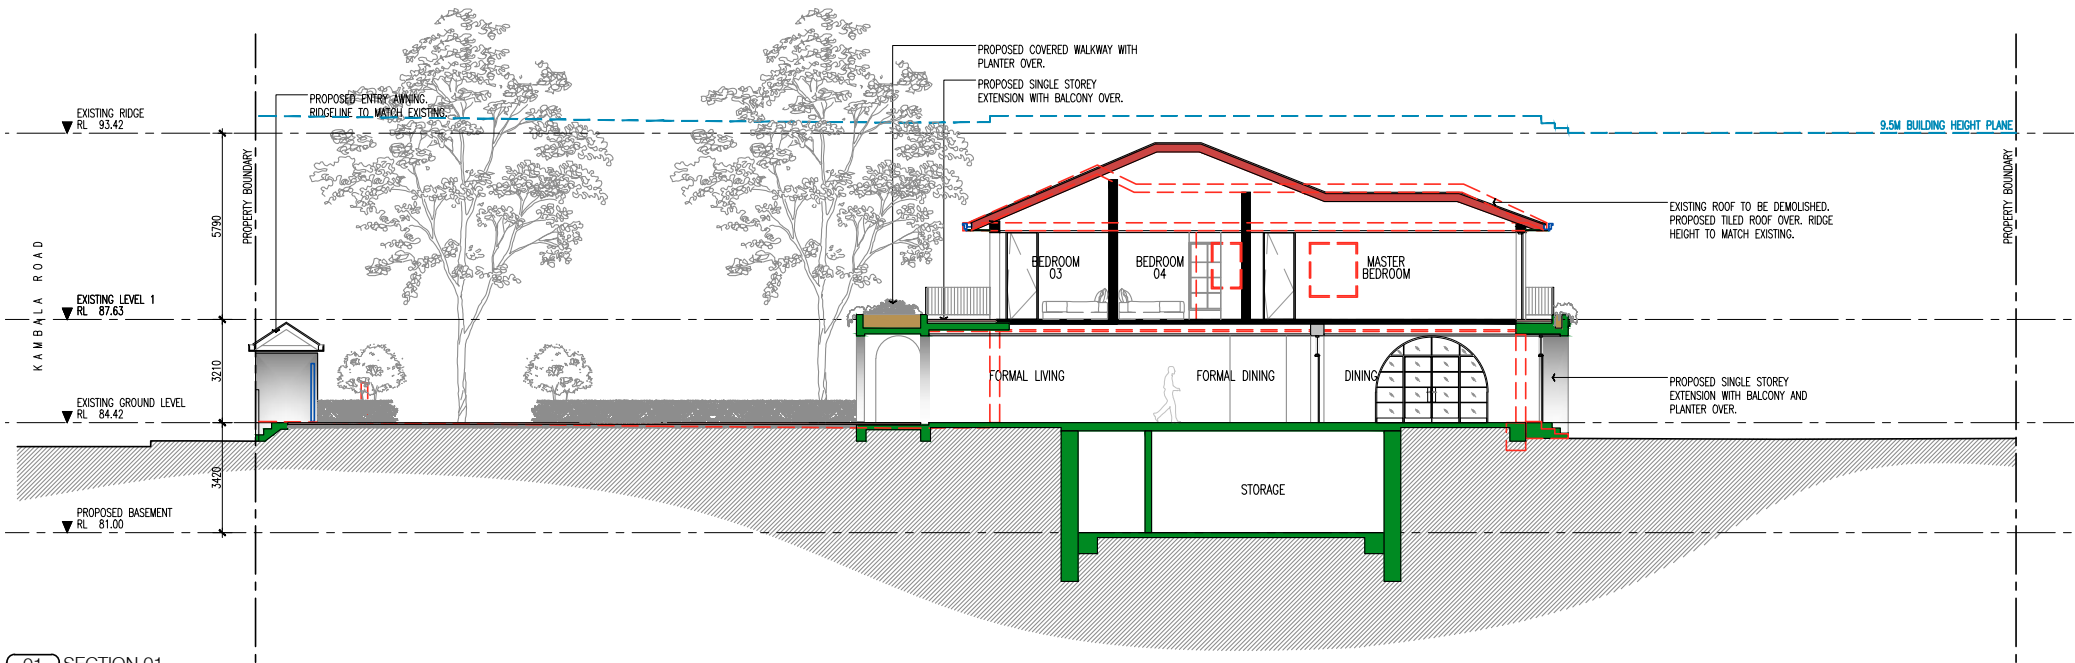 PROPOSED COVERED WALKWAY WITH
PLANTER OVER.
PROPOSED SINGLE STOREY
EXTENSION WITH BALCONY OVER.
PROPOSED ENTRY AWNING.
RIDGELINE TO MATCH EXISTING.
EXISTING RIDGE
RL 93.42
9.5M BUILDING HEIGHT PLANE
PROPERTY BOUNDARY
PROPERTY BOUNDARY
5790
EXISTING ROOF TO BE DEMOLISHED.
PROPOSED TILED ROOF OVER. RIDGE
HEIGHT TO MATCH EXISTING.
KAMBALA ROAD
BEDROOM
03
BEDROOM
04
MASTER
BEDROOM
EXISTING LEVEL 1
RL 87.63
3210
FORMAL LIVING
FORMAL DINING
DINING
PROPOSED SINGLE STOREY
EXTENSION WITH BALCONY AND
PLANTER OVER.
EXISTING GROUND LEVEL
RL 84.42
3420
STORAGE
PROPOSED BASEMENT
RL 81.00
01 SECTION 01